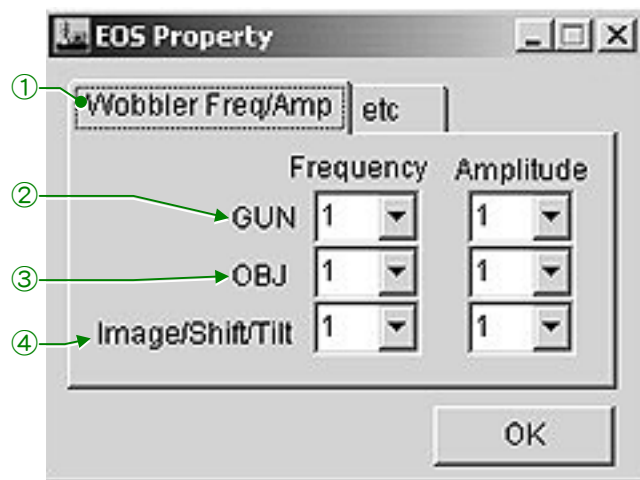 EOS Property
① Wobbler Freq/Amp etc
Frequency Amplitude
② GUN 1 1
③ OBJ 1 1
④ Image/Shift/Tilt 1 1
OK